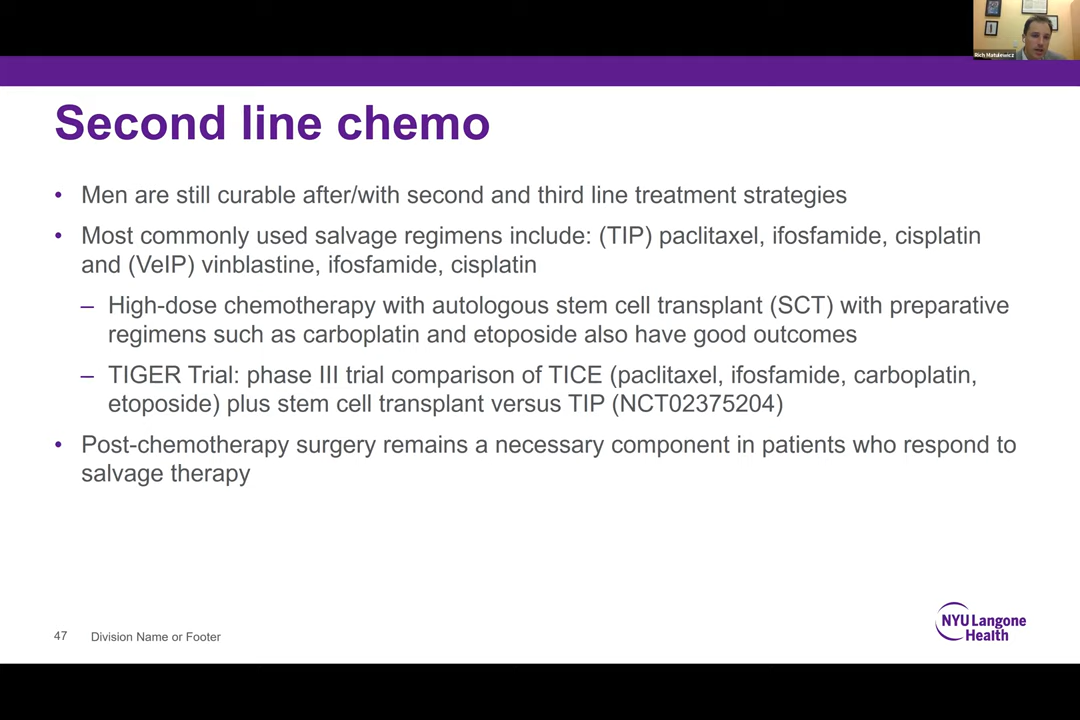 Rich Matulewicz
Second line chemo
• Men are still curable after/with second and third line treatment strategies
• Most commonly used salvage regimens include: (TIP) paclitaxel, ifosfamide, cisplatin
and (VeIP) vinblastine, ifosfamide, cisplatin
– High-dose chemotherapy with autologous stem cell transplant (SCT) with preparative
regimens such as carboplatin and etoposide also have good outcomes
– TIGER Trial: phase III trial comparison of TICE (paclitaxel, ifosfamide, carboplatin,
etoposide) plus stem cell transplant versus TIP (NCT02375204)
• Post-chemotherapy surgery remains a necessary component in patients who respond to
salvage therapy
47 Division Name or Footer
NYU Langone
Health